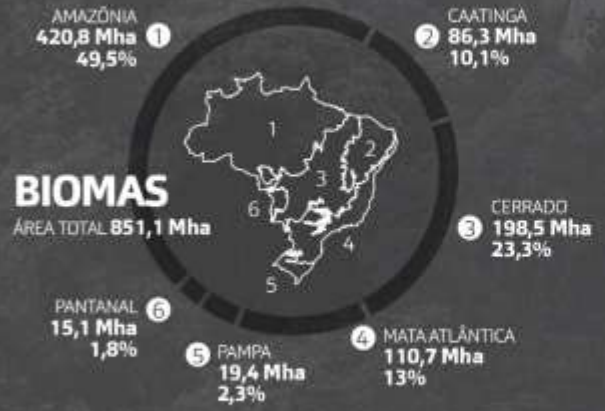 AMAZÔNIA
420,8 Mha
49,5%
1
CAATINGA
2
86,3 Mha
10,1%
1
2
3
6
4
5
BIOMAS
ÁREA TOTAL 851,1 Mha
CERRADO
3
198,5 Mha
23,3%
PANTANAL
6
15,1 Mha
1,8%
5
PAMPA
19,4 Mha
2,3%
4
MATA ATLÂNTICA
110,7 Mha
13%